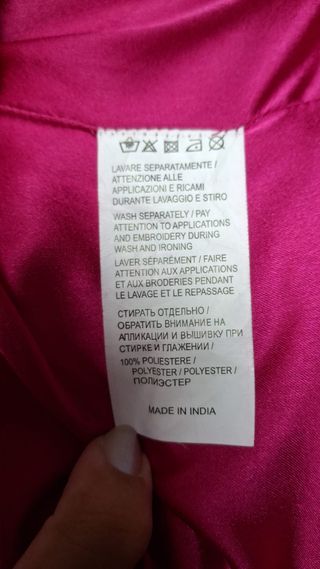 LAVARE SEPARATAMENTE /
ATTENZIONE ALLE
APPLICAZIONI E RICAMI
DURANTE LAVAGGIO E STIRO
WASH SEPARATELY / PAY
ATTENTION TO APPLICATIONS
AND EMBROIDERY DURING
WASH AND IRONING
LAVER SÉPARÉMENT / FAIRE
ATTENTION AUX APPLICATIONS
ET AUX BRODERIES PENDANT
LE LAVAGE ET LE REPASSAGE
СТИРАТЬ ОТДЕЛЬНО /
ОБРАТИТЬ ВНИМАНИЕ НА
АПЛИКАЦИИ И ВЫШИВКУ ПРИ
СТИРКЕ И ГЛАЖЕНИИ /
100% POLIESTERE /
POLYESTER / POLYESTER /
ПОЛИЭСТЕР
MADE IN INDIA